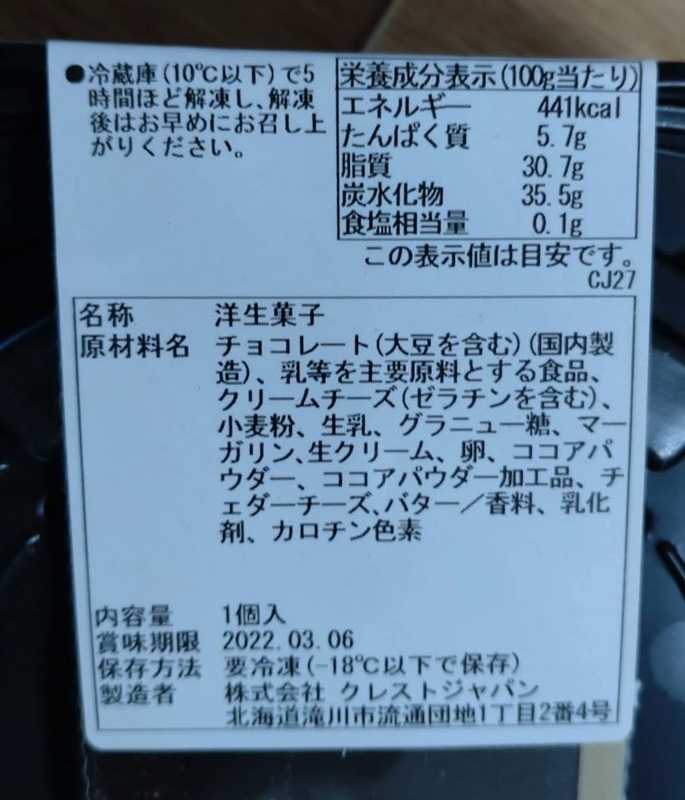 ●冷蔵庫(10℃以下)で5
時間ほど解凍し、解凍
後はお早めにお召し上
がりください。
栄養成分表示(100g当たり)
エネルギー 441kcal
たんぱく質 5.7g
脂質 30.7g
炭水化物 35.5g
食塩相当量 0.1g
この表示値は目安です。
CJ27
名称 洋生菓子
原材料名 チョコレート(大豆を含む)(国内製
造)、乳等を主要原料とする食品、
クリームチーズ(ゼラチンを含む)、
小麦粉、生乳、グラニュー糖、マー
ガリン、生クリーム、卵、ココアパ
ウダー、ココアパウダー加工品、チ
ェダーチーズ、バター／香料、乳化
剤、カロチン色素
内容量 1個入
賞味期限 2022.03.06
保存方法 要冷凍(-18℃以下で保存)
製造者 株式会社 クレストジャパン
北海道滝川市流通団地1丁目2番4号